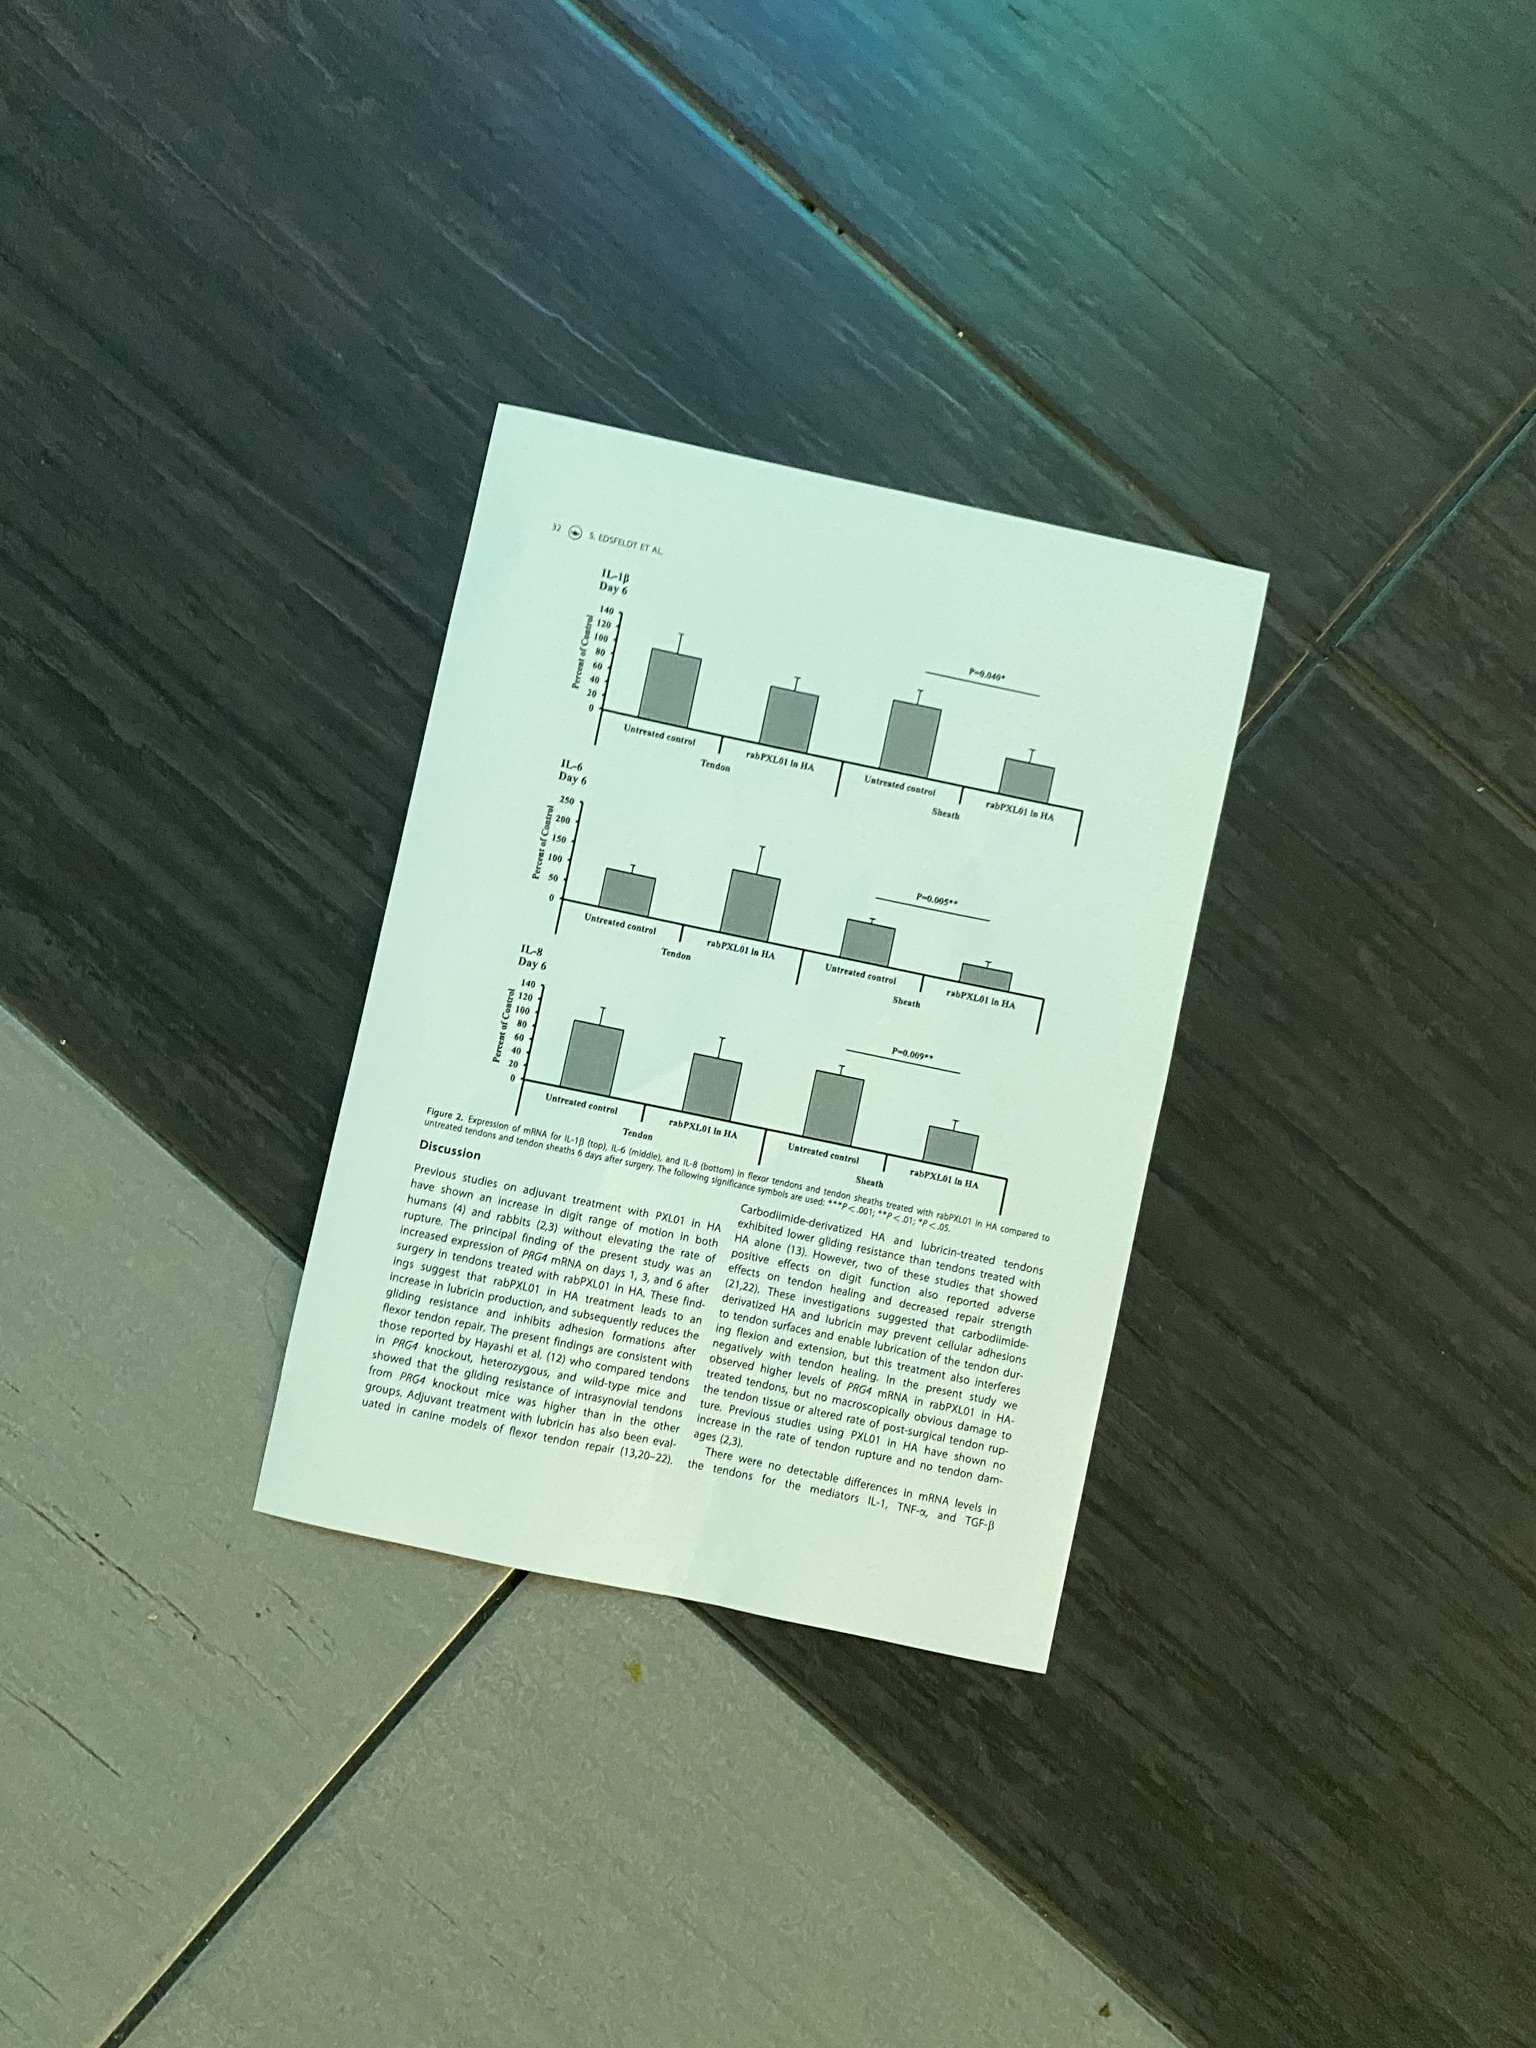 32 S. EDSFELDT ET AL.
IL-1β
Day 6
Percent of Control
140
120
100
80
60
40
20
0
P=0.040*
Untreated control
rabPXL01 in HA
Untreated control
rabPXL01 in HA
Tendon
Sheath
IL-6
Day 6
Percent of Control
250
200
150
100
50
0
P=0.005**
Untreated control
rabPXL01 in HA
Untreated control
rabPXL01 in HA
Tendon
Sheath
IL-8
Day 6
Percent of Control
140
120
100
80
60
40
20
0
P=0.009**
Untreated control
rabPXL01 in HA
Untreated control
rabPXL01 in HA
Tendon
Sheath
Figure 2. Expression of mRNA for IL-1β (top), IL-6 (middle), and IL-8 (bottom) in flexor tendons and tendon sheaths treated with rabPXL01 in HA compared to
untreated tendons and tendon sheaths 6 days after surgery. The following significance symbols are used: ***P < .001; **P < .01; *P < .05.
Discussion
Previous studies on adjuvant treatment with PXL01 in HA
have shown an increase in digit range of motion in both
humans (4) and rabbits (2,3) without elevating the rate of
rupture. The principal finding of the present study was an
increased expression of PRG4 mRNA on days 1, 3, and 6 after
surgery in tendons treated with rabPXL01 in HA. These find-
ings suggest that rabPXL01 in HA treatment leads to an
increase in lubricin production, and subsequently reduces the
gliding resistance and inhibits adhesion formations after
flexor tendon repair. The present findings are consistent with
those reported by Hayashi et al. (12) who compared tendons
in PRG4 knockout, heterozygous, and wild-type mice and
showed that the gliding resistance of intrasynovial tendons
from PRG4 knockout mice was higher than in the other
groups. Adjuvant treatment with lubricin has also been eval-
uated in canine models of flexor tendon repair (13,20–22).
Carbodiimide-derivatized HA and lubricin-treated tendons
exhibited lower gliding resistance than tendons treated with
HA alone (13). However, two of these studies that showed
positive effects on digit function also reported adverse
effects on tendon healing and decreased repair strength
(21,22). These investigations suggested that carbodiimide-
derivatized HA and lubricin may prevent cellular adhesions
to tendon surfaces and enable lubrication of the tendon dur-
ing flexion and extension, but this treatment also interferes
negatively with tendon healing. In the present study we
observed higher levels of PRG4 mRNA in rabPXL01 in HA-
treated tendons, but no macroscopically obvious damage to
the tendon tissue or altered rate of post-surgical tendon rup-
ture. Previous studies using PXL01 in HA have shown no
increase in the rate of tendon rupture and no tendon dam-
ages (2,3).
There were no detectable differences in mRNA levels in
the tendons for the mediators IL-1, TNF-α, and TGF-β